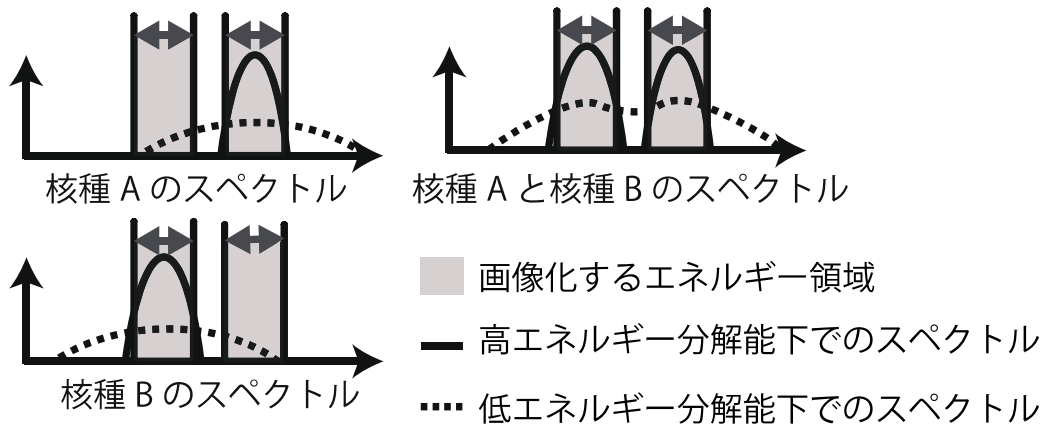 核種 A のスペクトル
核種 A と核種 B のスペクトル
核種 B のスペクトル
画像化するエネルギー領域
高エネルギー分解能下でのスペクトル
低エネルギー分解能下でのスペクトル